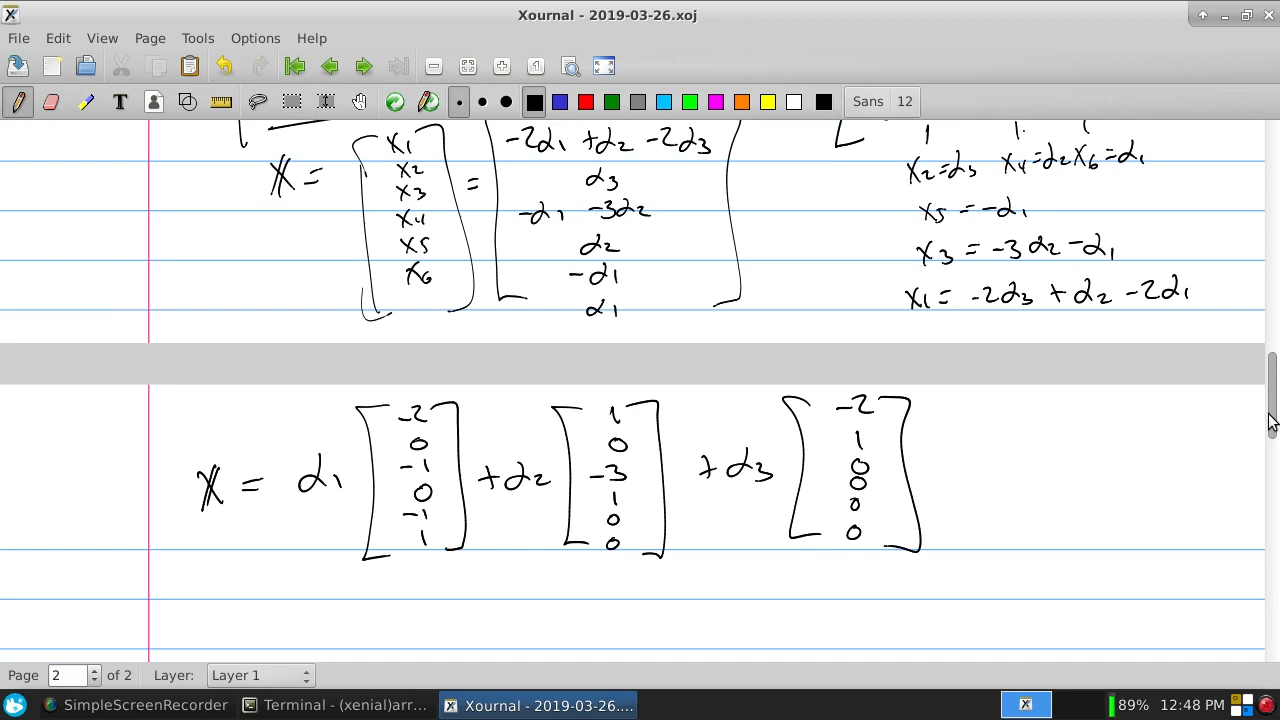 Xournal - 2019-03-26.xoj
File Edit View Page Tools Options Help
Sans 12
X = [x1 x2 x3 x4 x5 x6] = [-2α1 +α2 -2α3
α3
-α1 -3α2
α2
-α1
α1]
x2=α3 x4=α2 x6=α1
x5 = -α1
x3 = -3α2 -α1
x1 = -2α3 + α2 -2α1
X = α1 [-2 0 -1 0 -1 1] +α2 [1 0 -3 1 0 0] +α3 [-2 1 0 0 0 0]
Page 2 of 2 Layer: Layer 1
SimpleScreenRecorder Terminal - (xenial)arr... Xournal - 2019-03-26.... 89% 12:48 PM